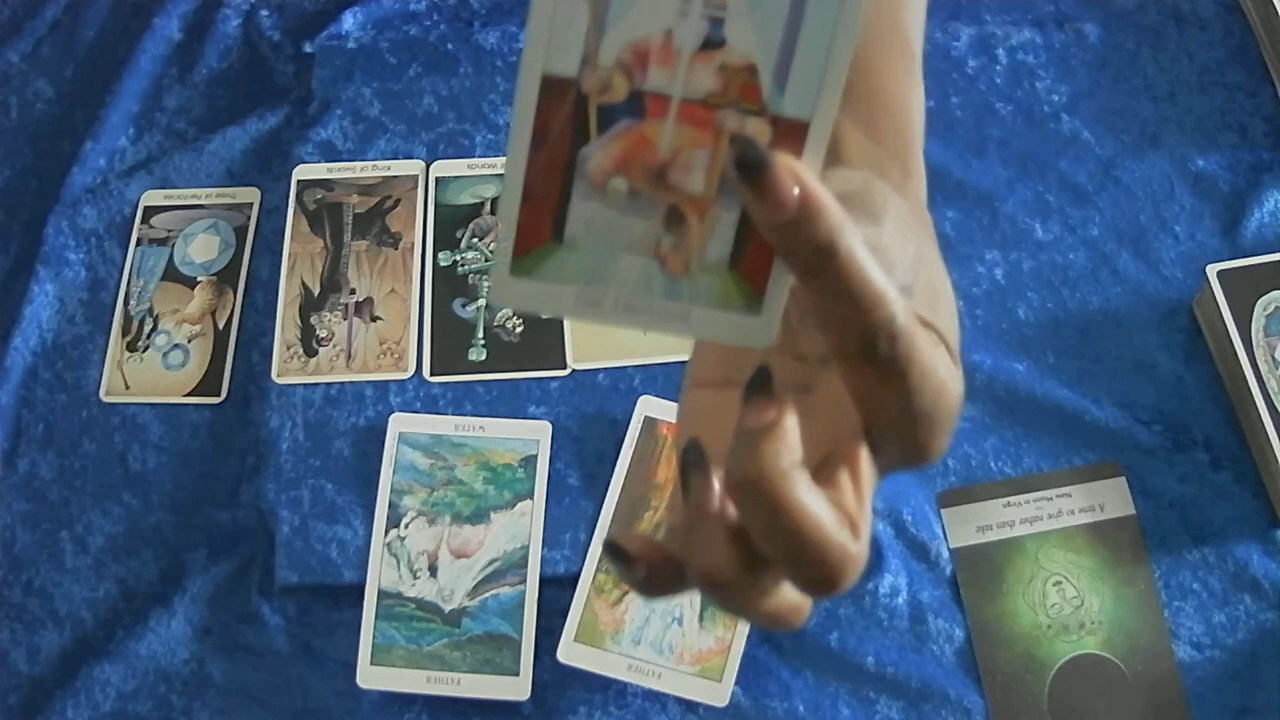 Three of Pentacles
King of Swords
of Wands
WATER
FATHER
FATHER
A time to give rather than take
New Moon in Virgo